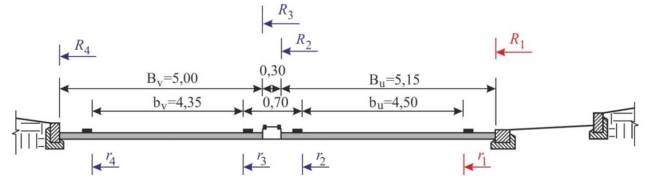 R3
R4
R2
R1
Bv=5,00
0,30
Bu=5,15
bv=4,35
0,70
bu=4,50
r4
r3
r2
r1